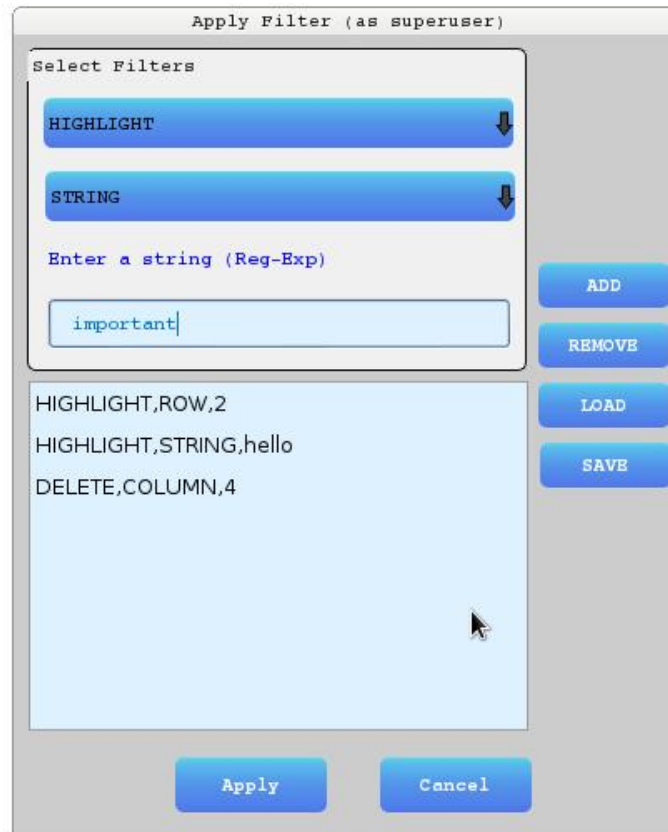 Apply Filter (as superuser)
Select Filters
HIGHLIGHT
STRING
Enter a string (Reg-Exp)
important
ADD
REMOVE
LOAD
SAVE
HIGHLIGHT,ROW,2
HIGHLIGHT,STRING,hello
DELETE,COLUMN,4
Apply
Cancel